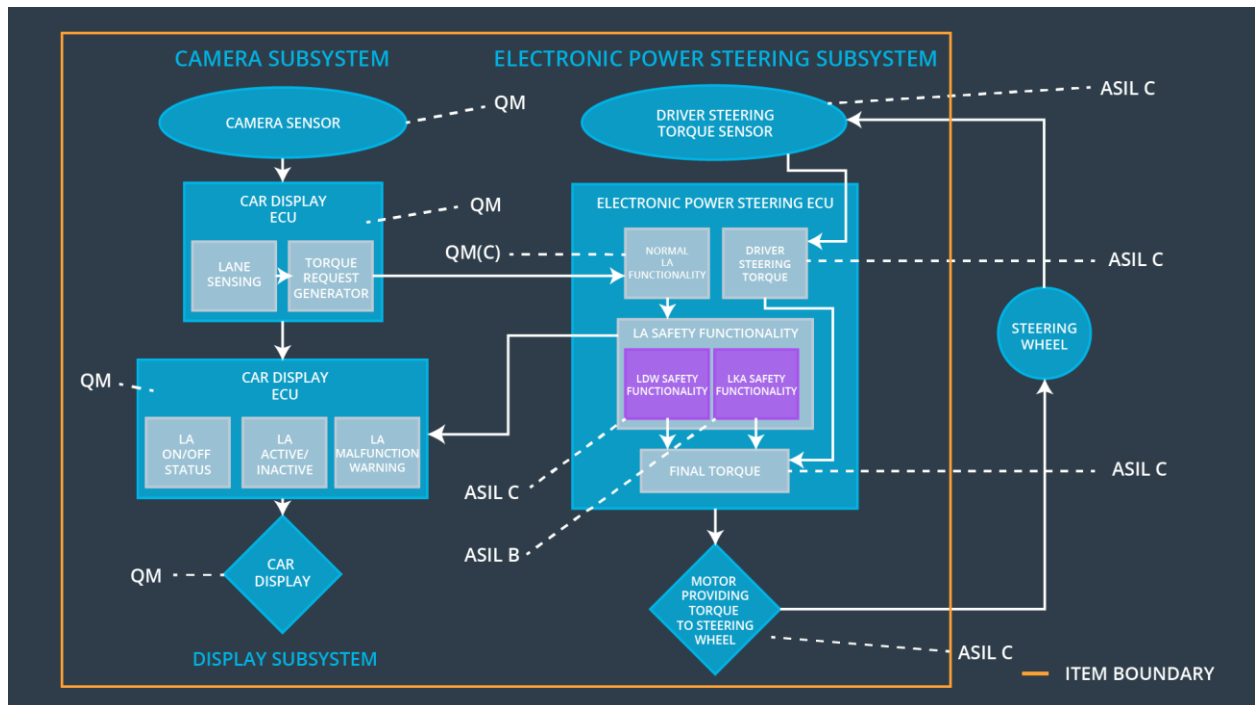 CAMERA SUBSYSTEM
ELECTRONIC POWER STEERING SUBSYSTEM
CAMERA SENSOR
QM
DRIVER STEERING
TORQUE SENSOR
ASIL C
CAR DISPLAY
ECU
QM
LANE
SENSING
TORQUE
REQUEST
GENERATOR
ELECTRONIC POWER STEERING ECU
QM(C)
NORMAL
LA
FUNCTIONALITY
DRIVER
STEERING
TORQUE
ASIL C
LA SAFETY FUNCTIONALITY
LDW SAFETY
FUNCTIONALITY
LKA SAFETY
FUNCTIONALITY
STEERING
WHEEL
QM
CAR DISPLAY
ECU
LA
ON/OFF
STATUS
LA
ACTIVE/
INACTIVE
LA
MALFUNCTION
WARNING
FINAL TORQUE
ASIL C
ASIL C
ASIL B
QM
CAR
DISPLAY
MOTOR
PROVIDING
TORQUE
TO STEERING
WHEEL
ASIL C
DISPLAY SUBSYSTEM
ITEM BOUNDARY